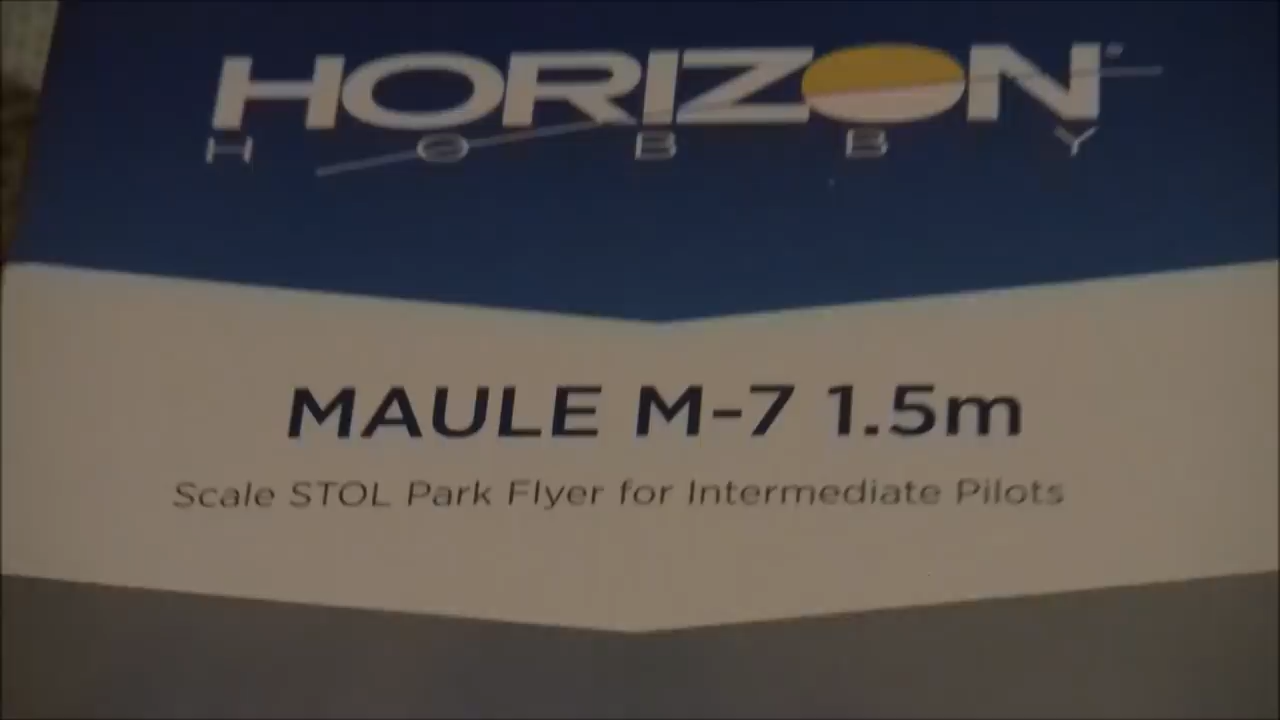 HORIZON
HOBBY
MAULE M-7 1.5m
Scale STOL Park Flyer for Intermediate Pilots